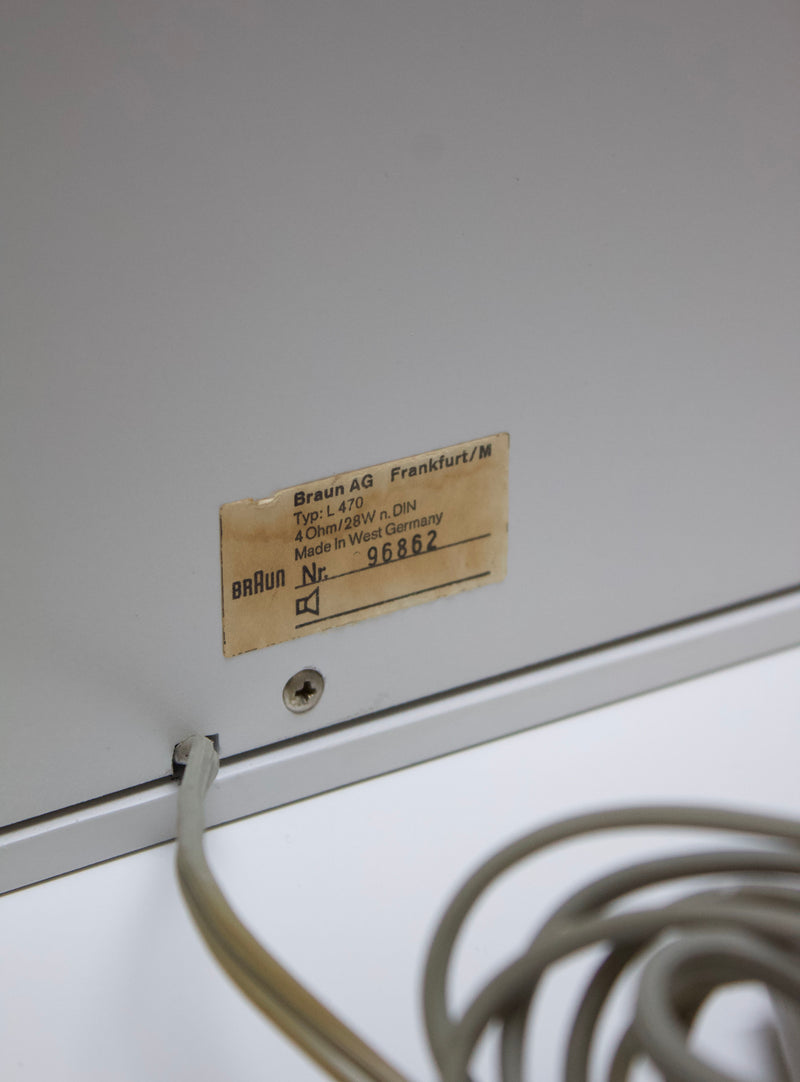 Braun AG Frankfurt/M
Typ: L 470
4 Ohm/28W n. DIN
Made In West Germany
BRAUN Nr. 96862